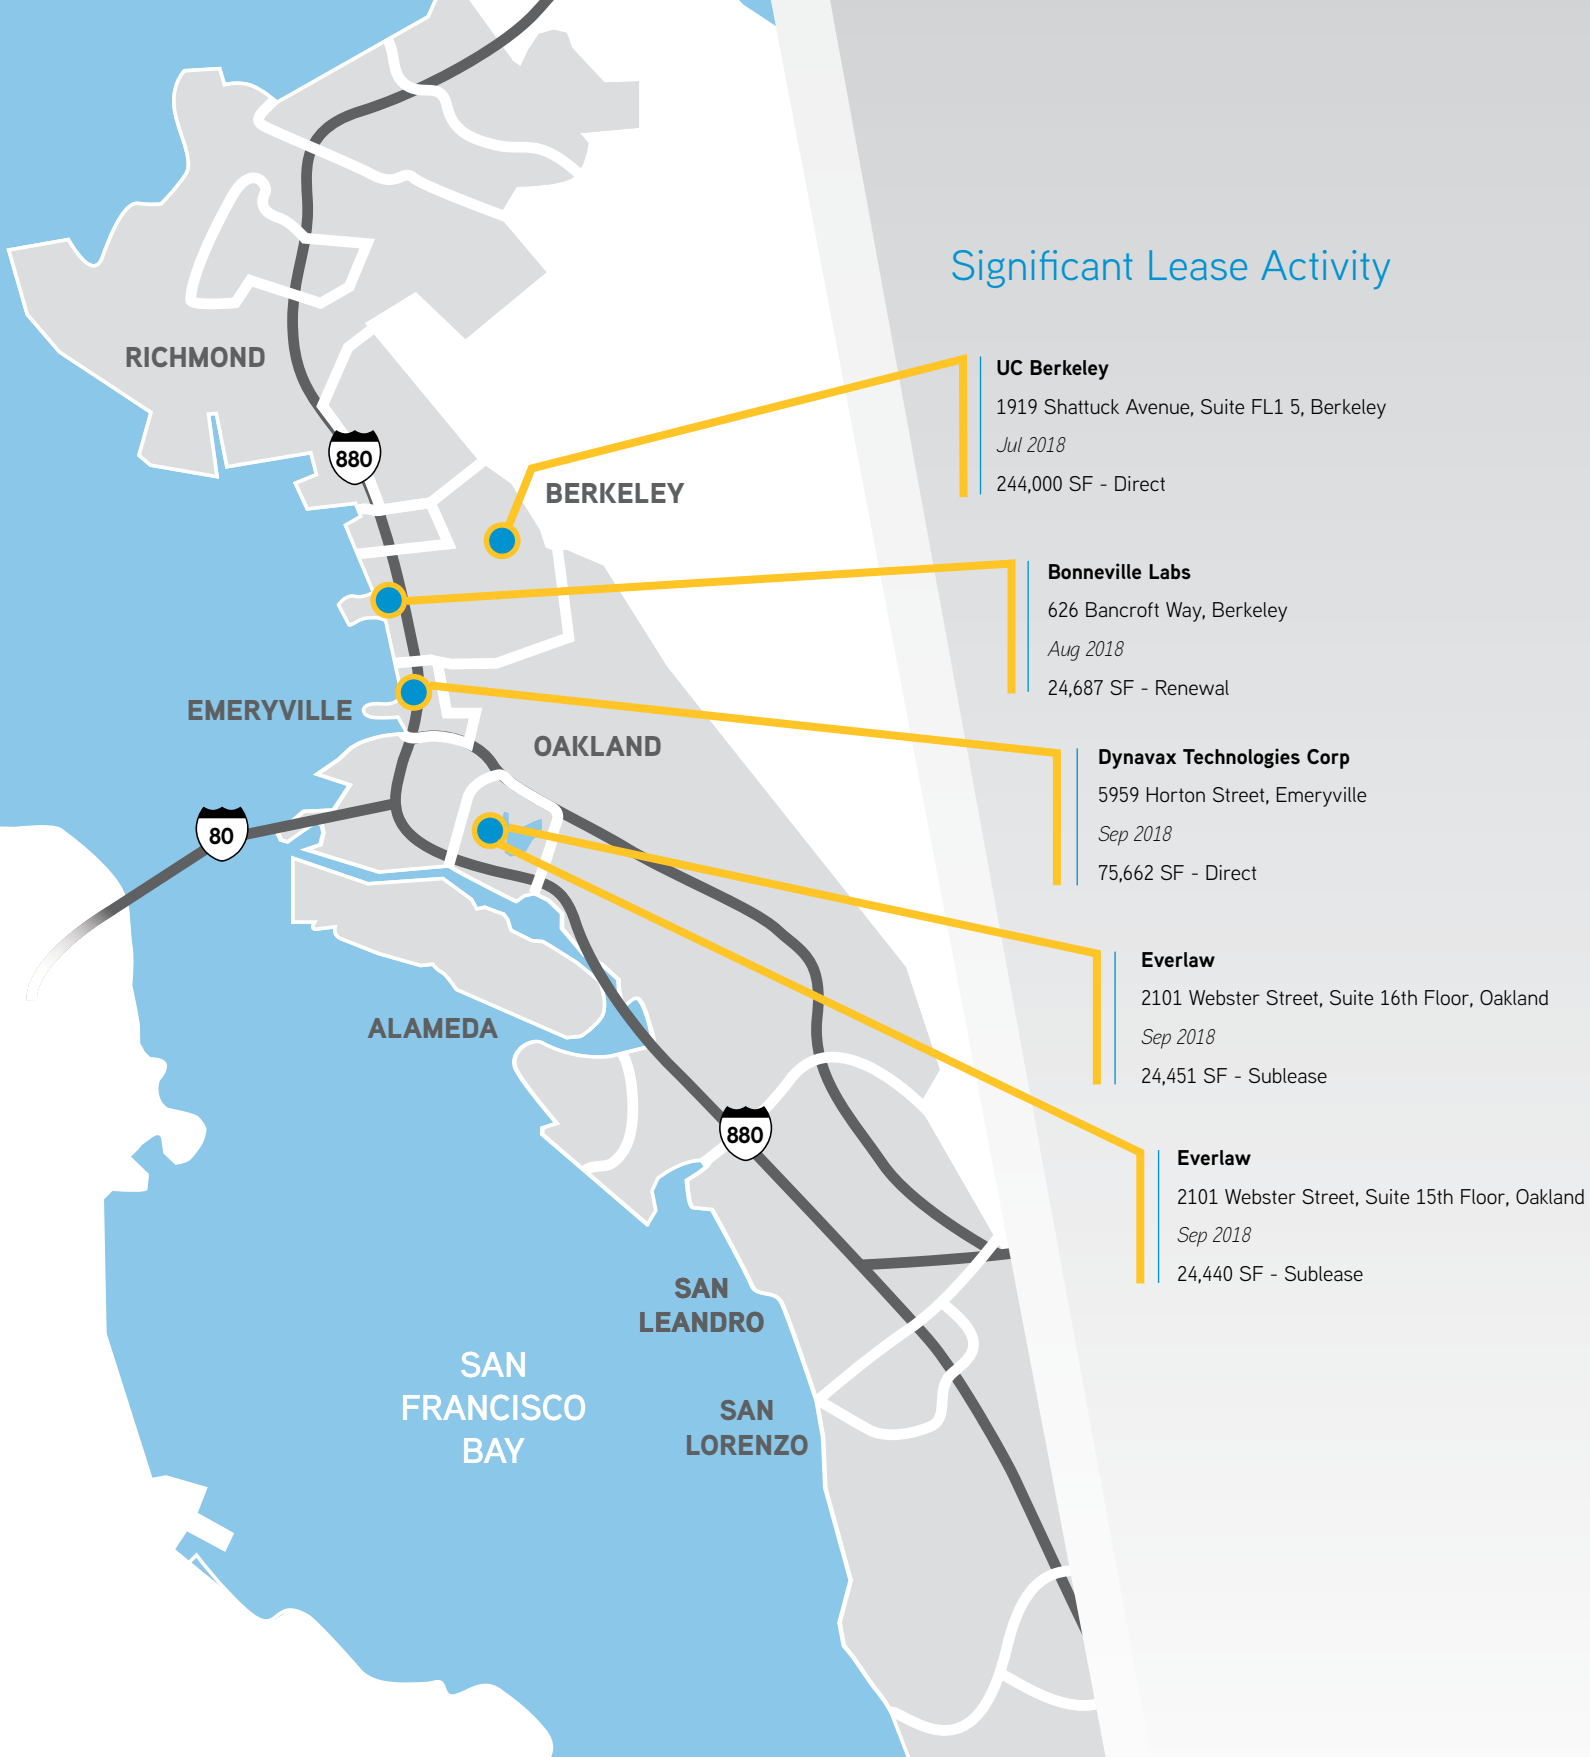 Significant Lease Activity
UC Berkeley
1919 Shattuck Avenue, Suite FL1 5, Berkeley
Jul 2018
244,000 SF - Direct
Bonneville Labs
626 Bancroft Way, Berkeley
Aug 2018
24,687 SF - Renewal
Dynavax Technologies Corp
5959 Horton Street, Emeryville
Sep 2018
75,662 SF - Direct
Everlaw
2101 Webster Street, Suite 16th Floor, Oakland
Sep 2018
24,451 SF - Sublease
Everlaw
2101 Webster Street, Suite 15th Floor, Oakland
Sep 2018
24,440 SF - Sublease
RICHMOND
880
BERKELEY
EMERYVILLE
OAKLAND
80
ALAMEDA
880
SAN
LEANDRO
SAN
FRANCISCO
BAY
SAN
LORENZO